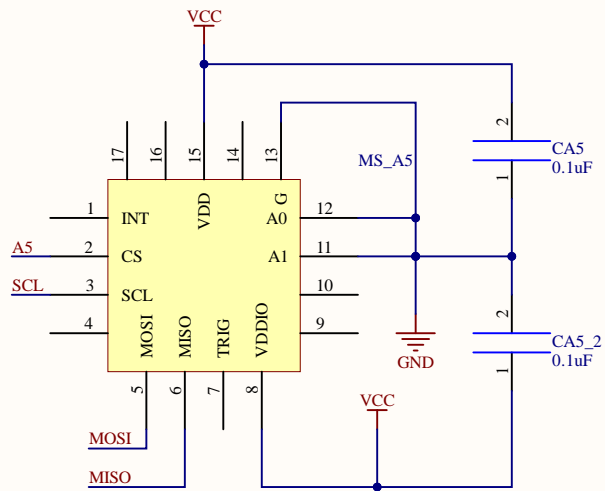 VCC
17
16
15
14
13
2
CA5
0.1uF
1
MS_A5
VDD
G
1
INT
A0
12
A5
2
CS
A1
11
SCL
3
SCL
10
4
9
MOSI
MISO
TRIG
VDDIO
5
6
7
8
GND
2
CA5_2
0.1uF
1
VCC
MOSI
MISO